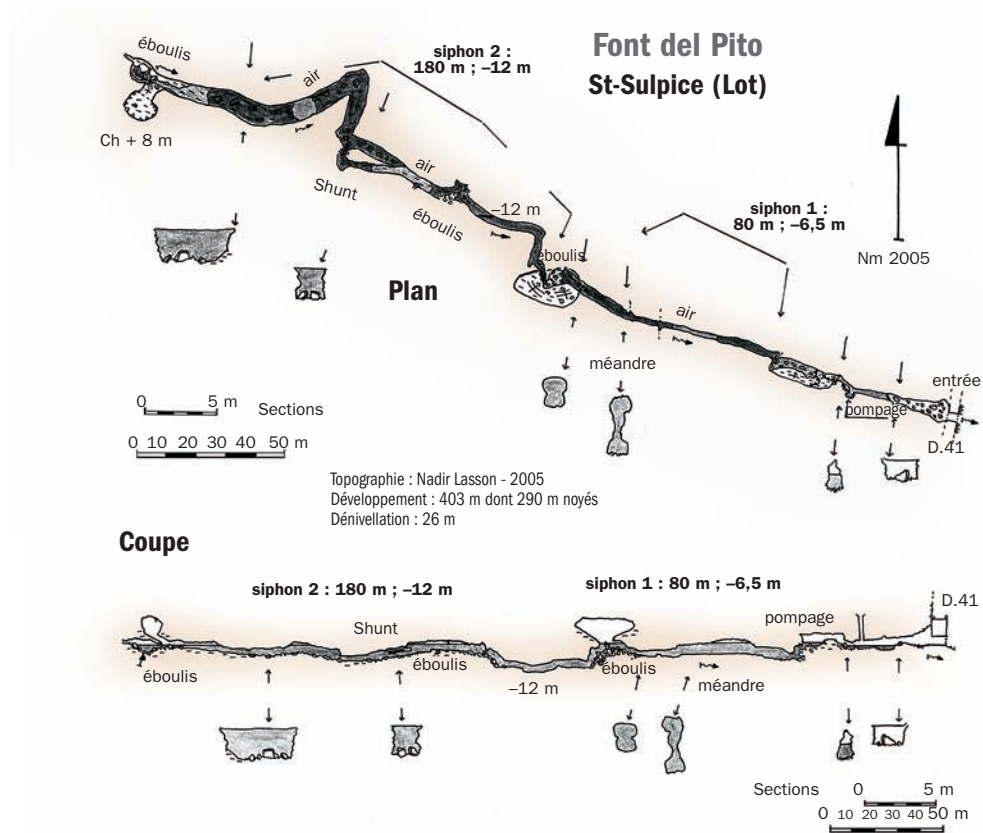 Font del Pito
St-Sulpice (Lot)
siphon 2 :
180 m ; –12 m
éboulis
air
Ch + 8 m
Shunt
air
éboulis
–12 m
éboulis
siphon 1 :
80 m ; –6,5 m
Nm 2005
Plan
air
méandre
entrée
pompage
D.41
0 5 m Sections
0 10 20 30 40 50 m
Topographie : Nadir Lasson - 2005
Développement : 403 m dont 290 m noyés
Dénivellation : 26 m
Coupe
siphon 2 : 180 m ; –12 m
siphon 1 : 80 m ; –6,5 m
D.41
pompage
Shunt
éboulis
éboulis
–12 m
éboulis
méandre
Sections 0 5 m
0 10 20 30 40 50 m